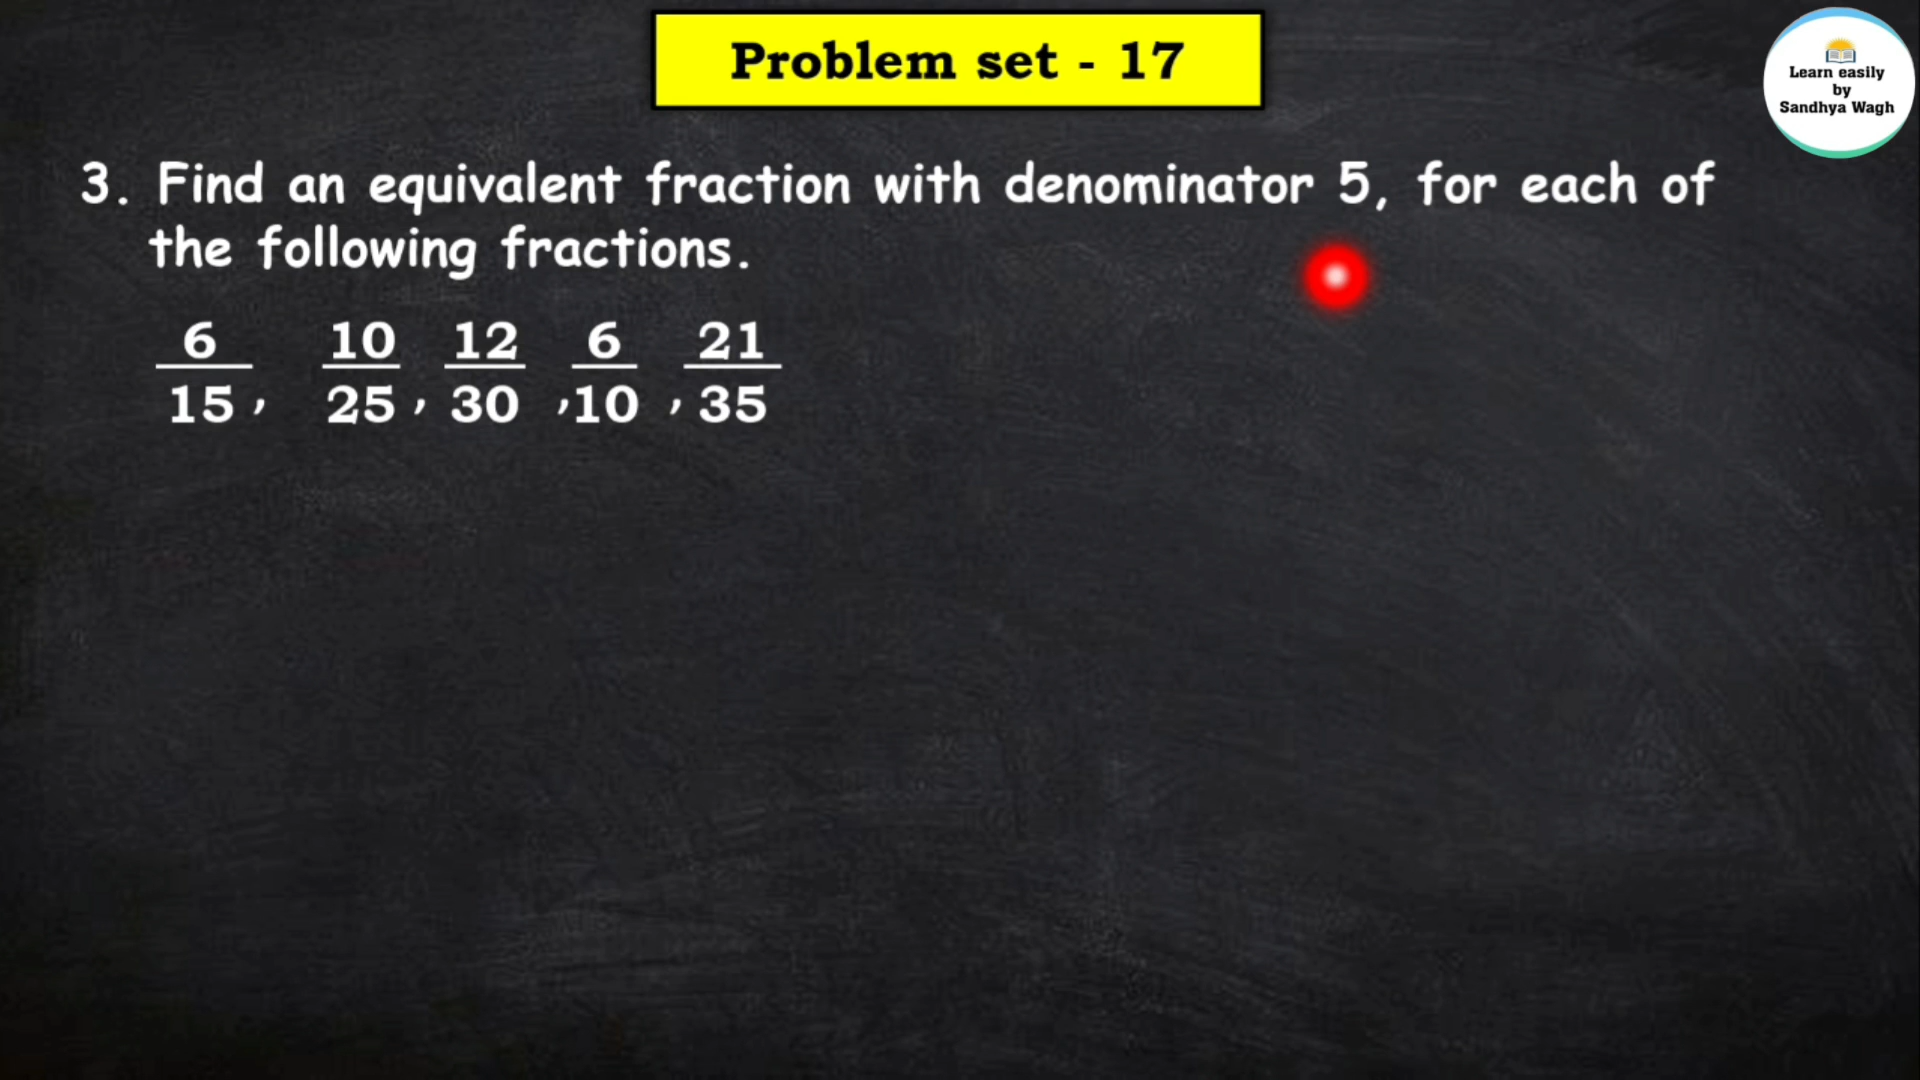 Problem set - 17
Learn easily
by
Sandhya Wagh
3. Find an equivalent fraction with denominator 5, for each of
the following fractions.
6/15, 10/25, 12/30, 6/10, 21/35